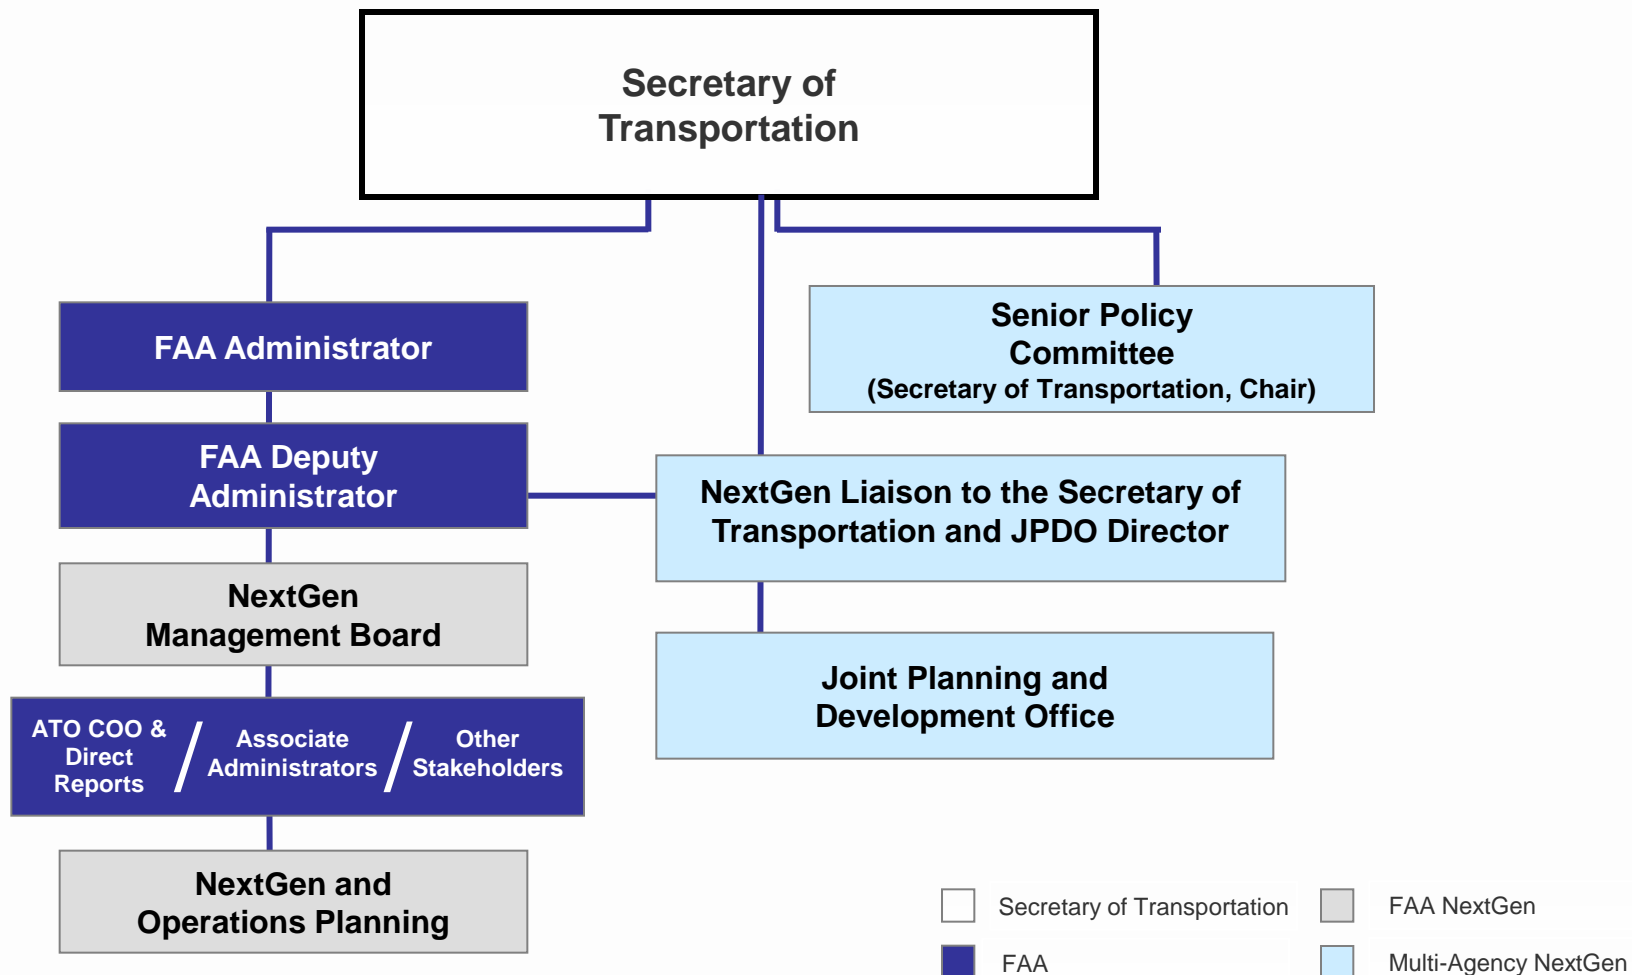 Secretary of
Transportation
FAA Administrator
Senior Policy
Committee
(Secretary of Transportation, Chair)
FAA Deputy
Administrator
NextGen Liaison to the Secretary of
Transportation and JPDO Director
NextGen
Management Board
Joint Planning and
Development Office
ATO COO &
Direct
Reports
/
Associate
Administrators
/
Other
Stakeholders
NextGen and
Operations Planning
Secretary of Transportation
FAA NextGen
FAA
Multi-Agency NextGen